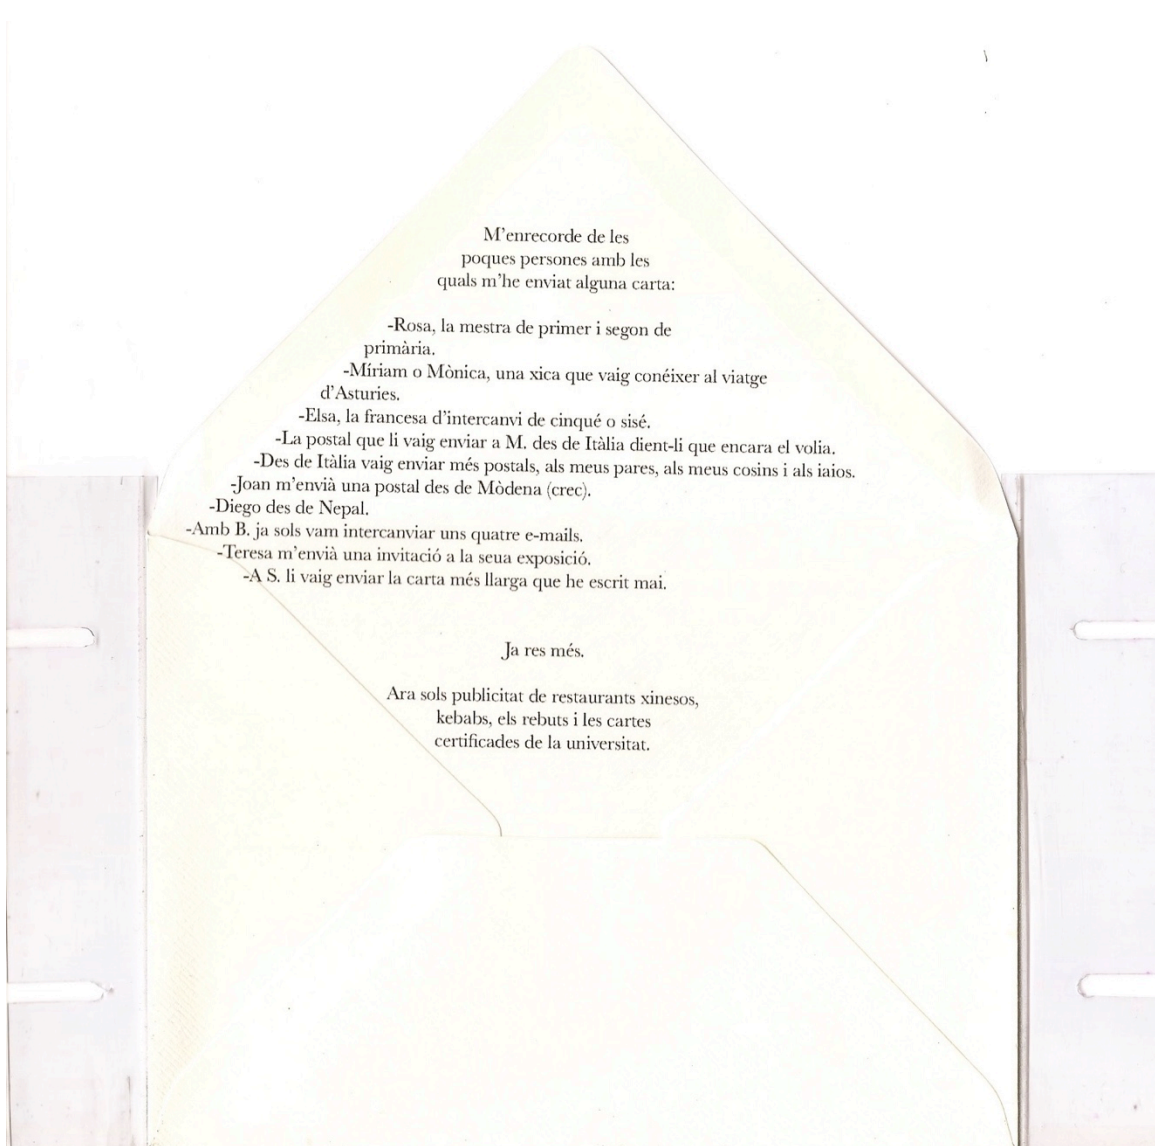 M'enrecorde de les
poques persones amb les
quals m'he enviat alguna carta:
-Rosa, la mestra de primer i segon de
primària.
-Míriam o Mònica, una xica que vaig conéixer al viatge
d'Asturies.
-Elsa, la francesa d'intercanvi de cinqué o sisé.
-La postal que li vaig enviar a M. des de Itàlia dient-li que encara el volia.
-Des de Itàlia vaig enviar més postals, als meus pares, als meus cosins i als iaios.
-Joan m'envià una postal des de Mòdena (crec).
-Diego des de Nepal.
-Amb B. ja sols vam intercanviar uns quatre e-mails.
-Teresa m'envià una invitació a la seua exposició.
-A S. li vaig enviar la carta més llarga que he escrit mai.
Ja res més.
Ara sols publicitat de restaurants xinesos,
kebabs, els rebuts i les cartes
certificades de la universitat.